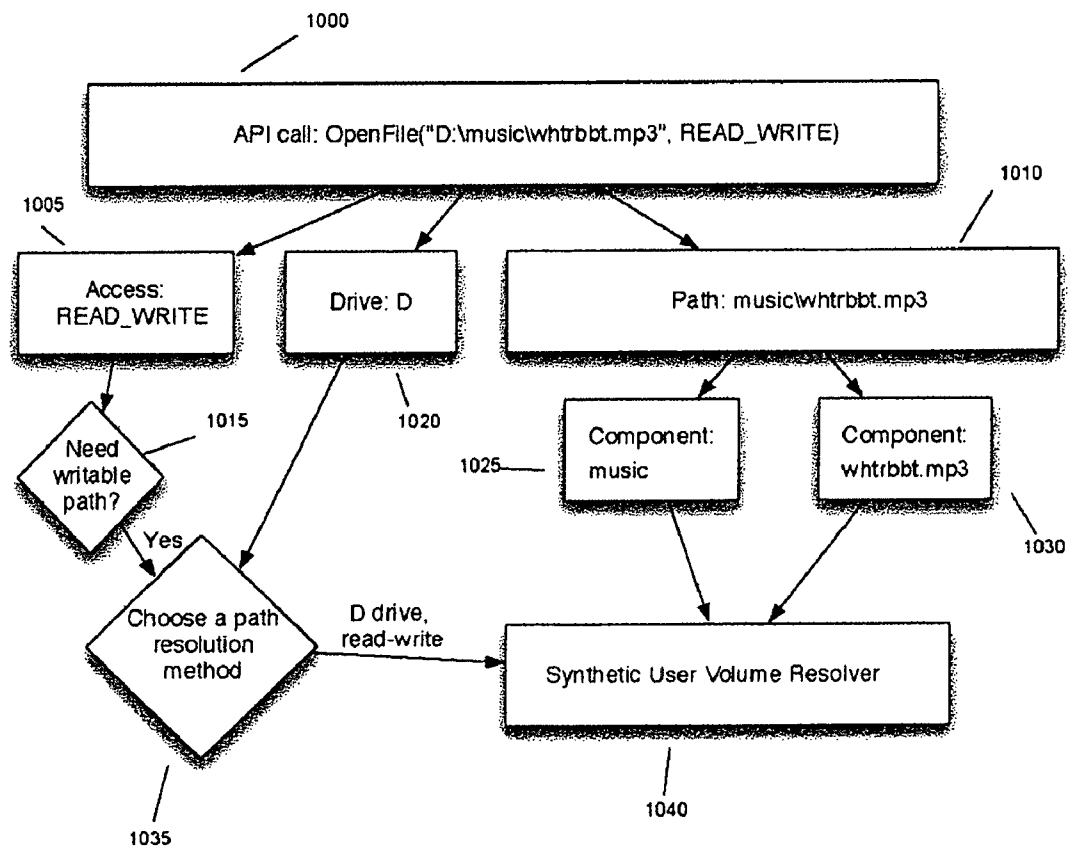 1000
API call: OpenFile("D:\music\whtrbbt.mp3", READ_WRITE)
1005
1010
Access:
READ_WRITE
Drive: D
Path: music\whtrbbt.mp3
1015
1020
Need
writable
path?
Component:
music
Component:
whtrbbt.mp3
1025
1030
Yes
Choose a path
resolution
method
D drive,
read-write
Synthetic User Volume Resolver
1035
1040